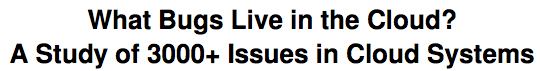 What Bugs Live in the Cloud?
A Study of 3000+ Issues in Cloud Systems